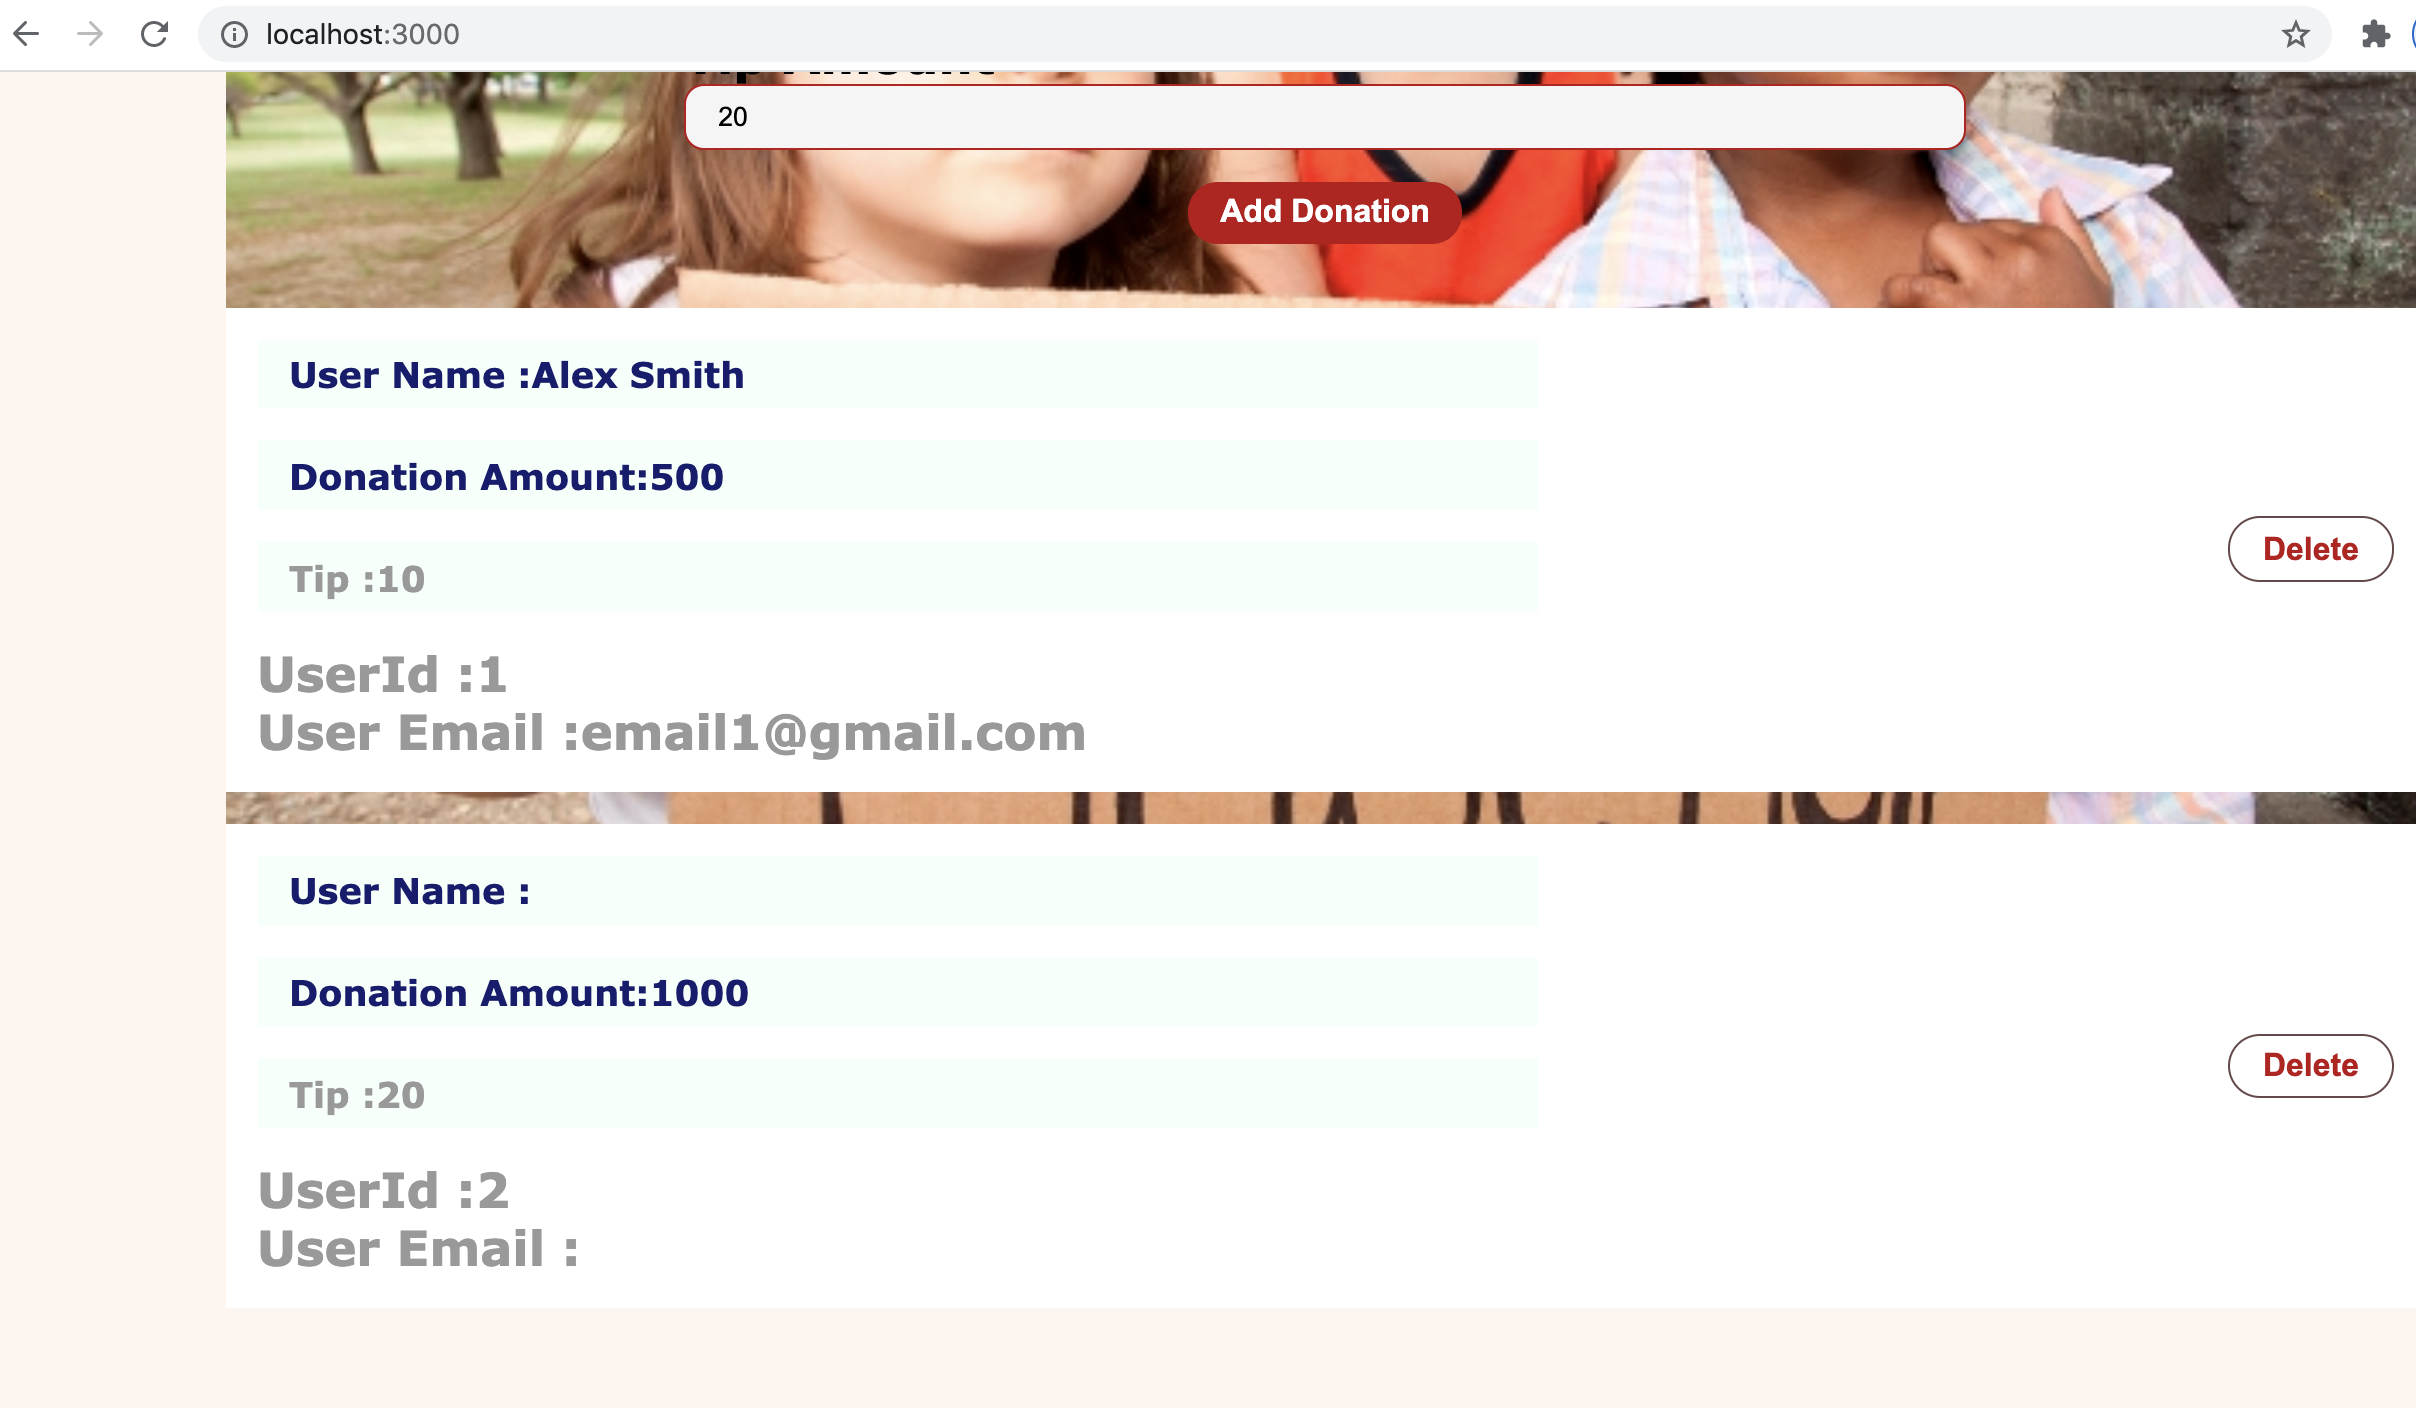 localhost:3000
20
Add Donation
User Name :Alex Smith
Donation Amount:500
Tip :10
Delete
UserId :1
User Email :email1@gmail.com
User Name :
Donation Amount:1000
Tip :20
Delete
UserId :2
User Email :